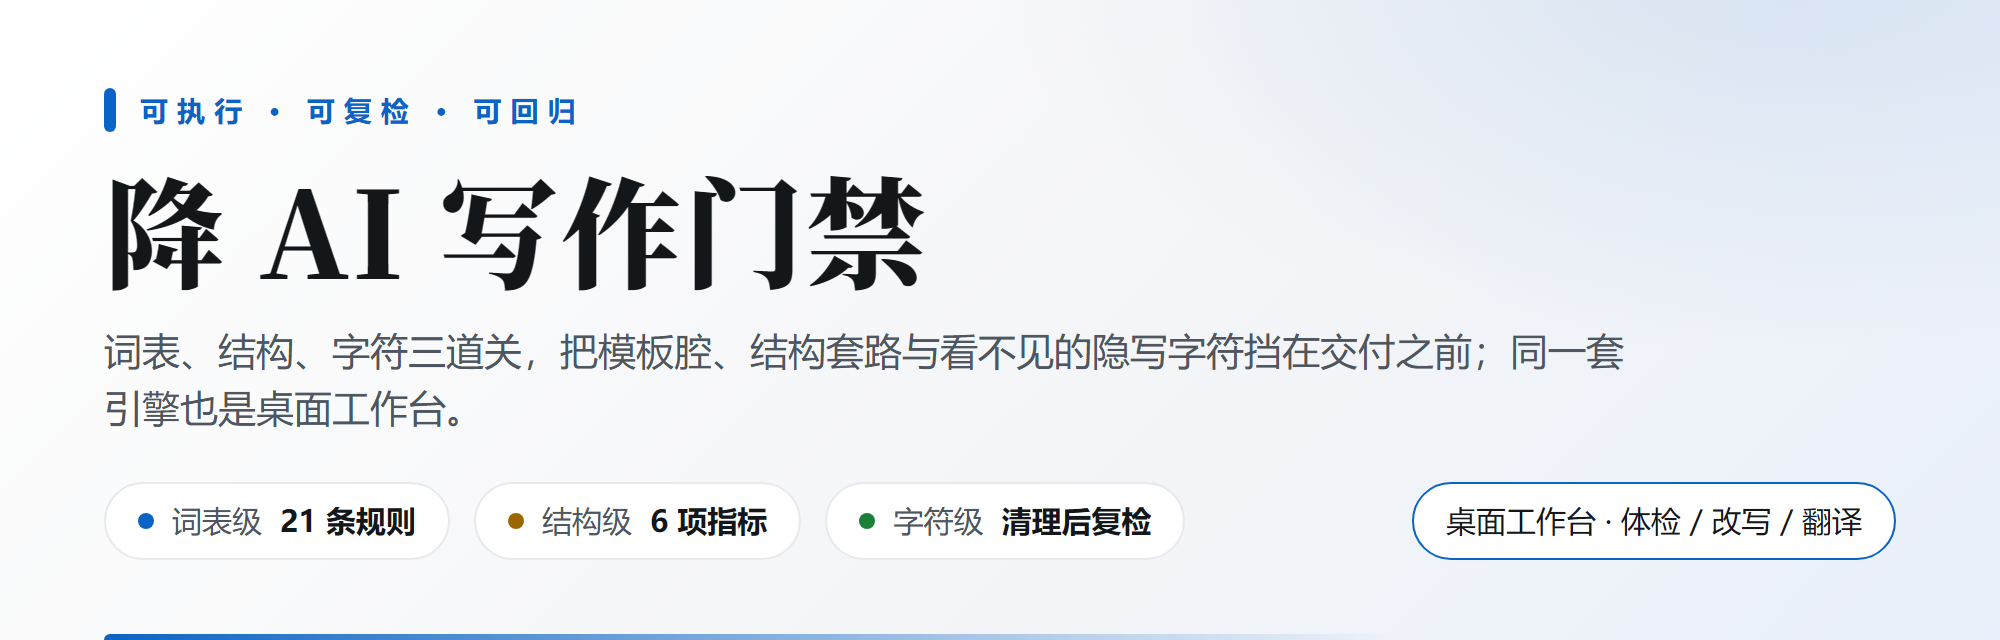 可执行 · 可复检 · 可回归
降 AI 写作门禁
词表、结构、字符三道关，把模板腔、结构套路与看不见的隐写字符挡在交付之前；同一套
引擎也是桌面工作台。
词表级 21 条规则
结构级 6 项指标
字符级 清理后复检
桌面工作台 · 体检 / 改写 / 翻译